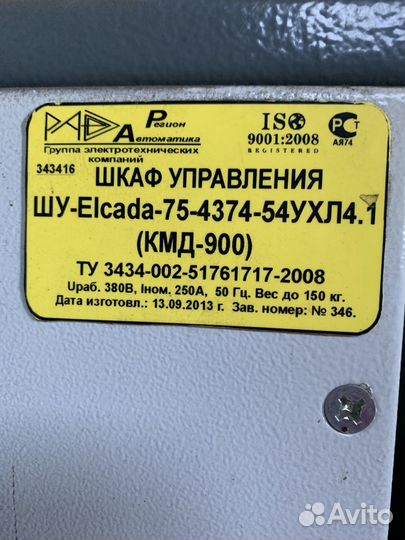 Регион
Автоматика
Группа электротехнических
компаний
ISO
9001:2008
REGISTERED
РСТ
АЯ74
343416
ШКАФ УПРАВЛЕНИЯ
ШУ-Elcada-75-4374-54УХЛ4.1
(КМД-900)
ТУ 3434-002-51761717-2008
Uраб. 380В, Iном. 250А, 50 Гц. Вес до 150 кг.
Дата изготовл.: 13.09.2013 г. Зав. номер: № 346.
Avito